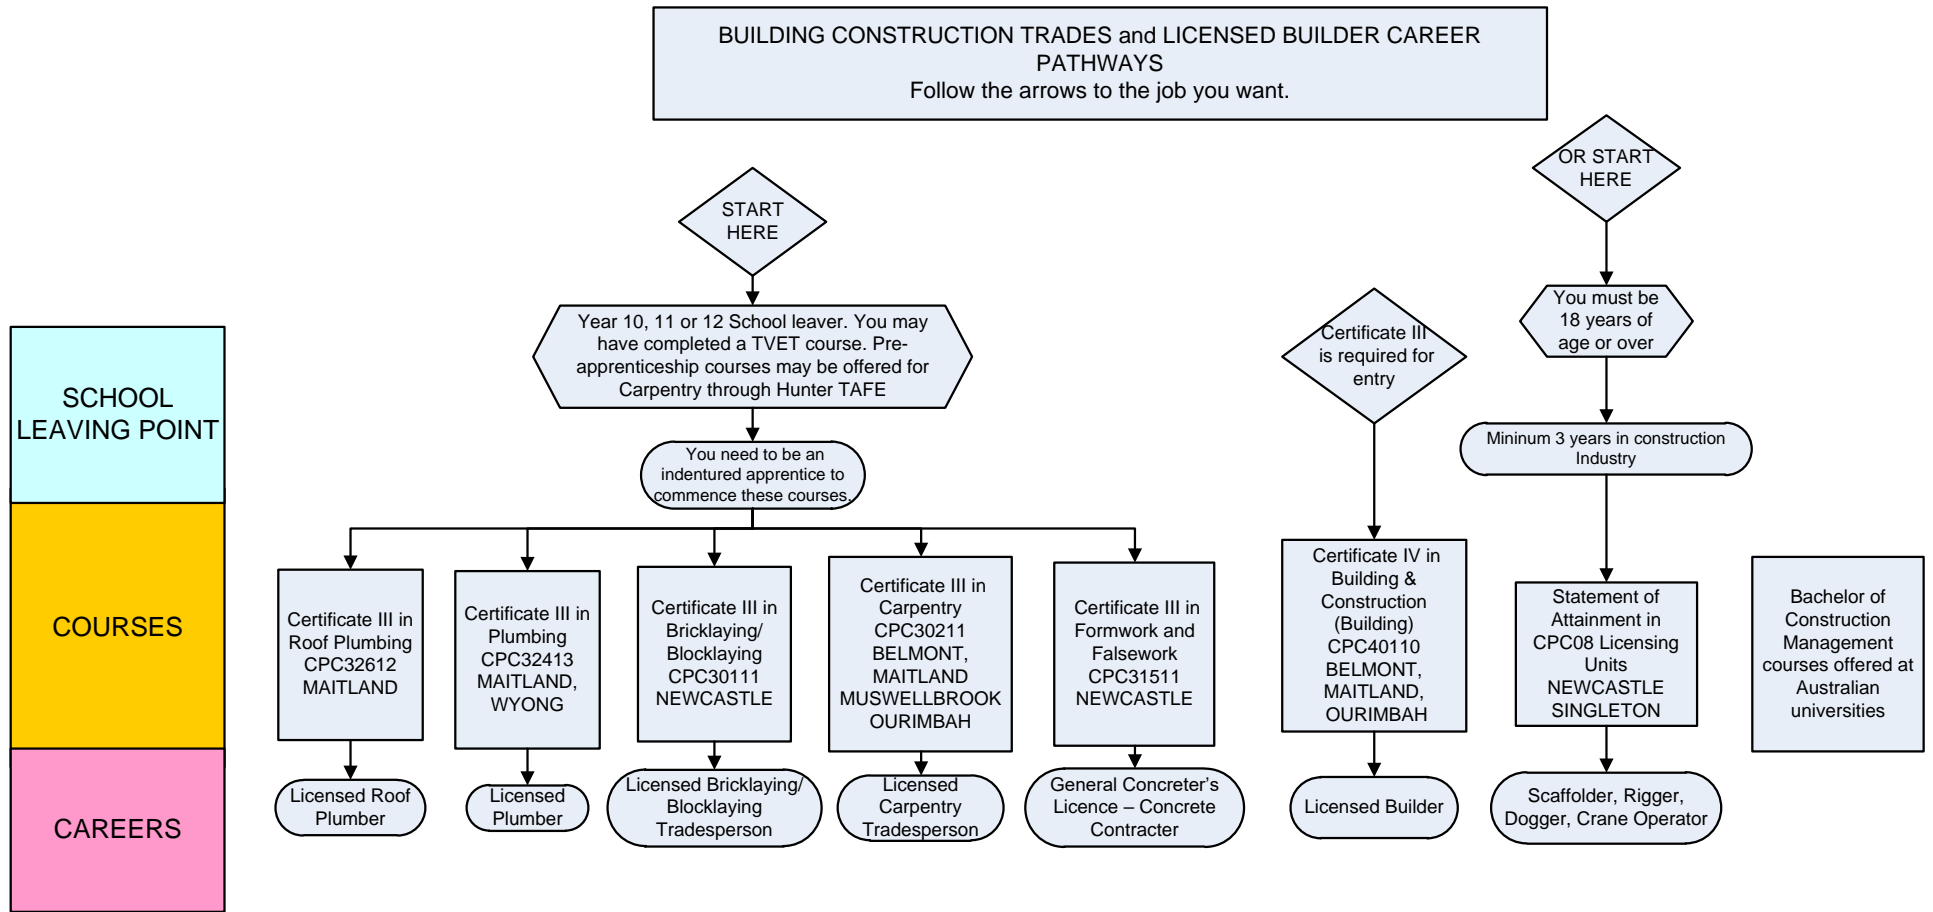 BUILDING CONSTRUCTION TRADES and LICENSED BUILDER CAREER
PATHWAYS
Follow the arrows to the job you want.
START
HERE
OR START
HERE
Year 10, 11 or 12 School leaver. You may
have completed a TVET course. Pre-
apprenticeship courses may be offered for
Carpentry through Hunter TAFE
You need to be an
indentured apprentice to
commence these courses.
Certificate III
is required for
entry
You must be
18 years of
age or over
Mininum 3 years in construction
Industry
SCHOOL
LEAVING POINT
COURSES
Certificate III in
Roof Plumbing
CPC32612
MAITLAND
Certificate III in
Plumbing
CPC32413
MAITLAND,
WYONG
Certificate III in
Bricklaying/
Blocklaying
CPC30111
NEWCASTLE
Certificate III in
Carpentry
CPC30211
BELMONT,
MAITLAND
MUSWELLBROOK
OURIMBAH
Certificate III in
Formwork and
Falsework
CPC31511
NEWCASTLE
Certificate IV in
Building &
Construction
(Building)
CPC40110
BELMONT,
MAITLAND,
OURIMBAH
Statement of
Attainment in
CPC08 Licensing
Units
NEWCASTLE
SINGLETON
Bachelor of
Construction
Management
courses offered at
Australian
universities
CAREERS
Licensed Roof
Plumber
Licensed
Plumber
Licensed Bricklaying/
Blocklaying
Tradesperson
Licensed
Carpentry
Tradesperson
General Concreter’s
Licence – Concrete
Contracter
Licensed Builder
Scaffolder, Rigger,
Dogger, Crane Operator